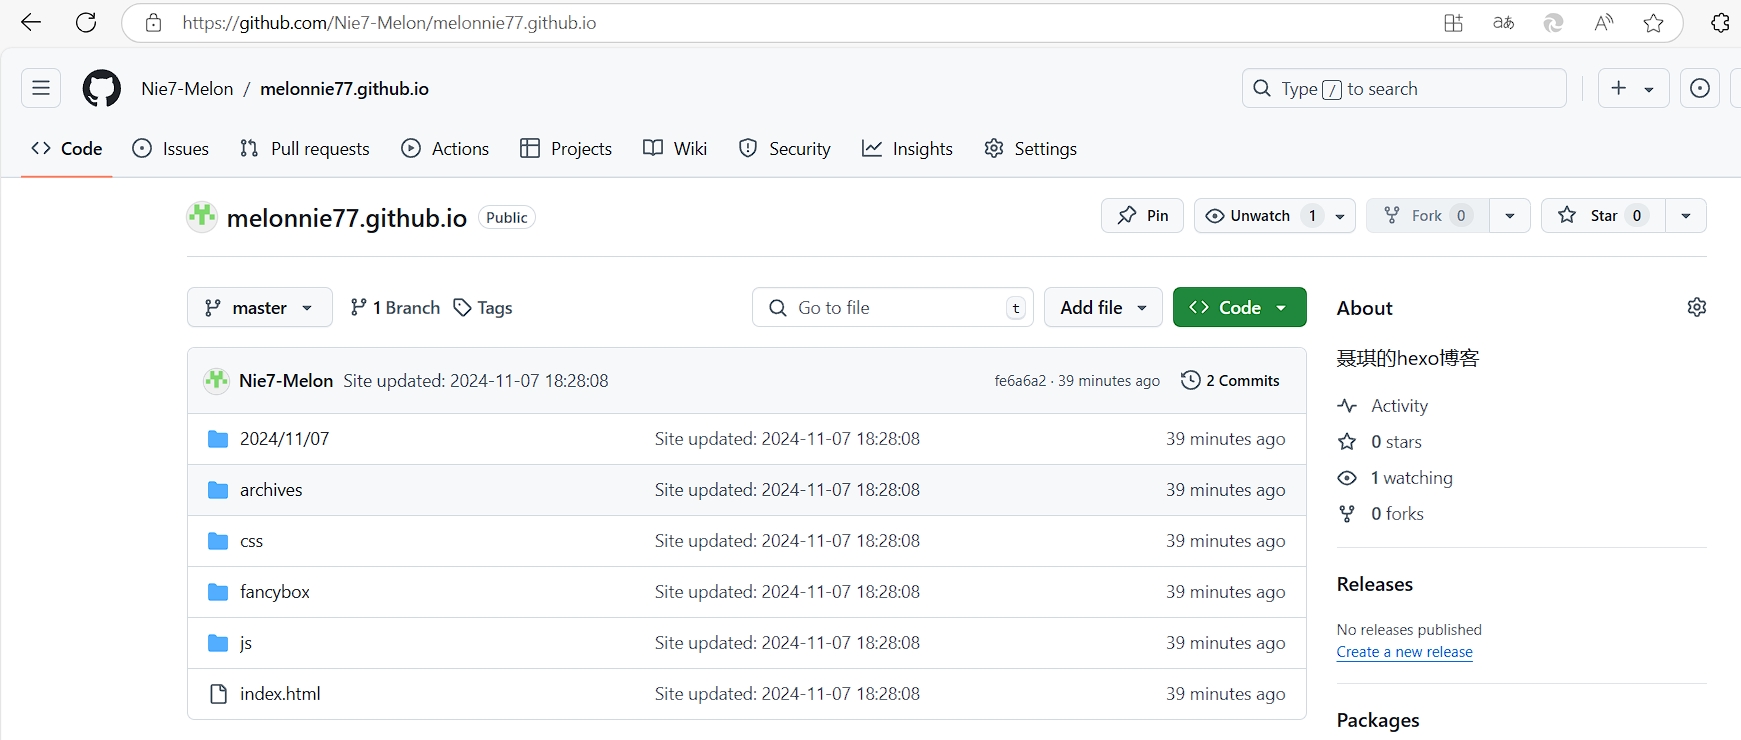 https://github.com/Nie7-Melon/melonnie77.github.io
aあ
Nie7-Melon / melonnie77.github.io
Type / to search
Code Issues Pull requests Actions Projects Wiki Security Insights Settings
melonnie77.github.io Public
Pin Unwatch 1 Fork 0 Star 0
master 1 Branch Tags
Go to file t Add file Code
Nie7-Melon Site updated: 2024-11-07 18:28:08 fe6a6a2 · 39 minutes ago 2 Commits
2024/11/07 Site updated: 2024-11-07 18:28:08 39 minutes ago
archives Site updated: 2024-11-07 18:28:08 39 minutes ago
css Site updated: 2024-11-07 18:28:08 39 minutes ago
fancybox Site updated: 2024-11-07 18:28:08 39 minutes ago
js Site updated: 2024-11-07 18:28:08 39 minutes ago
index.html Site updated: 2024-11-07 18:28:08 39 minutes ago
About
聂琪的hexo博客
Activity
0 stars
1 watching
0 forks
Releases
No releases published
Create a new release
Packages